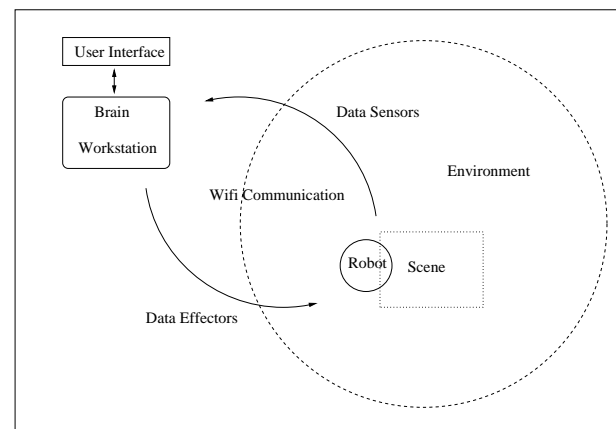 User Interface
Brain
Workstation
Data Sensors
Environment
Wifi Communication
Robot
Scene
Data Effectors